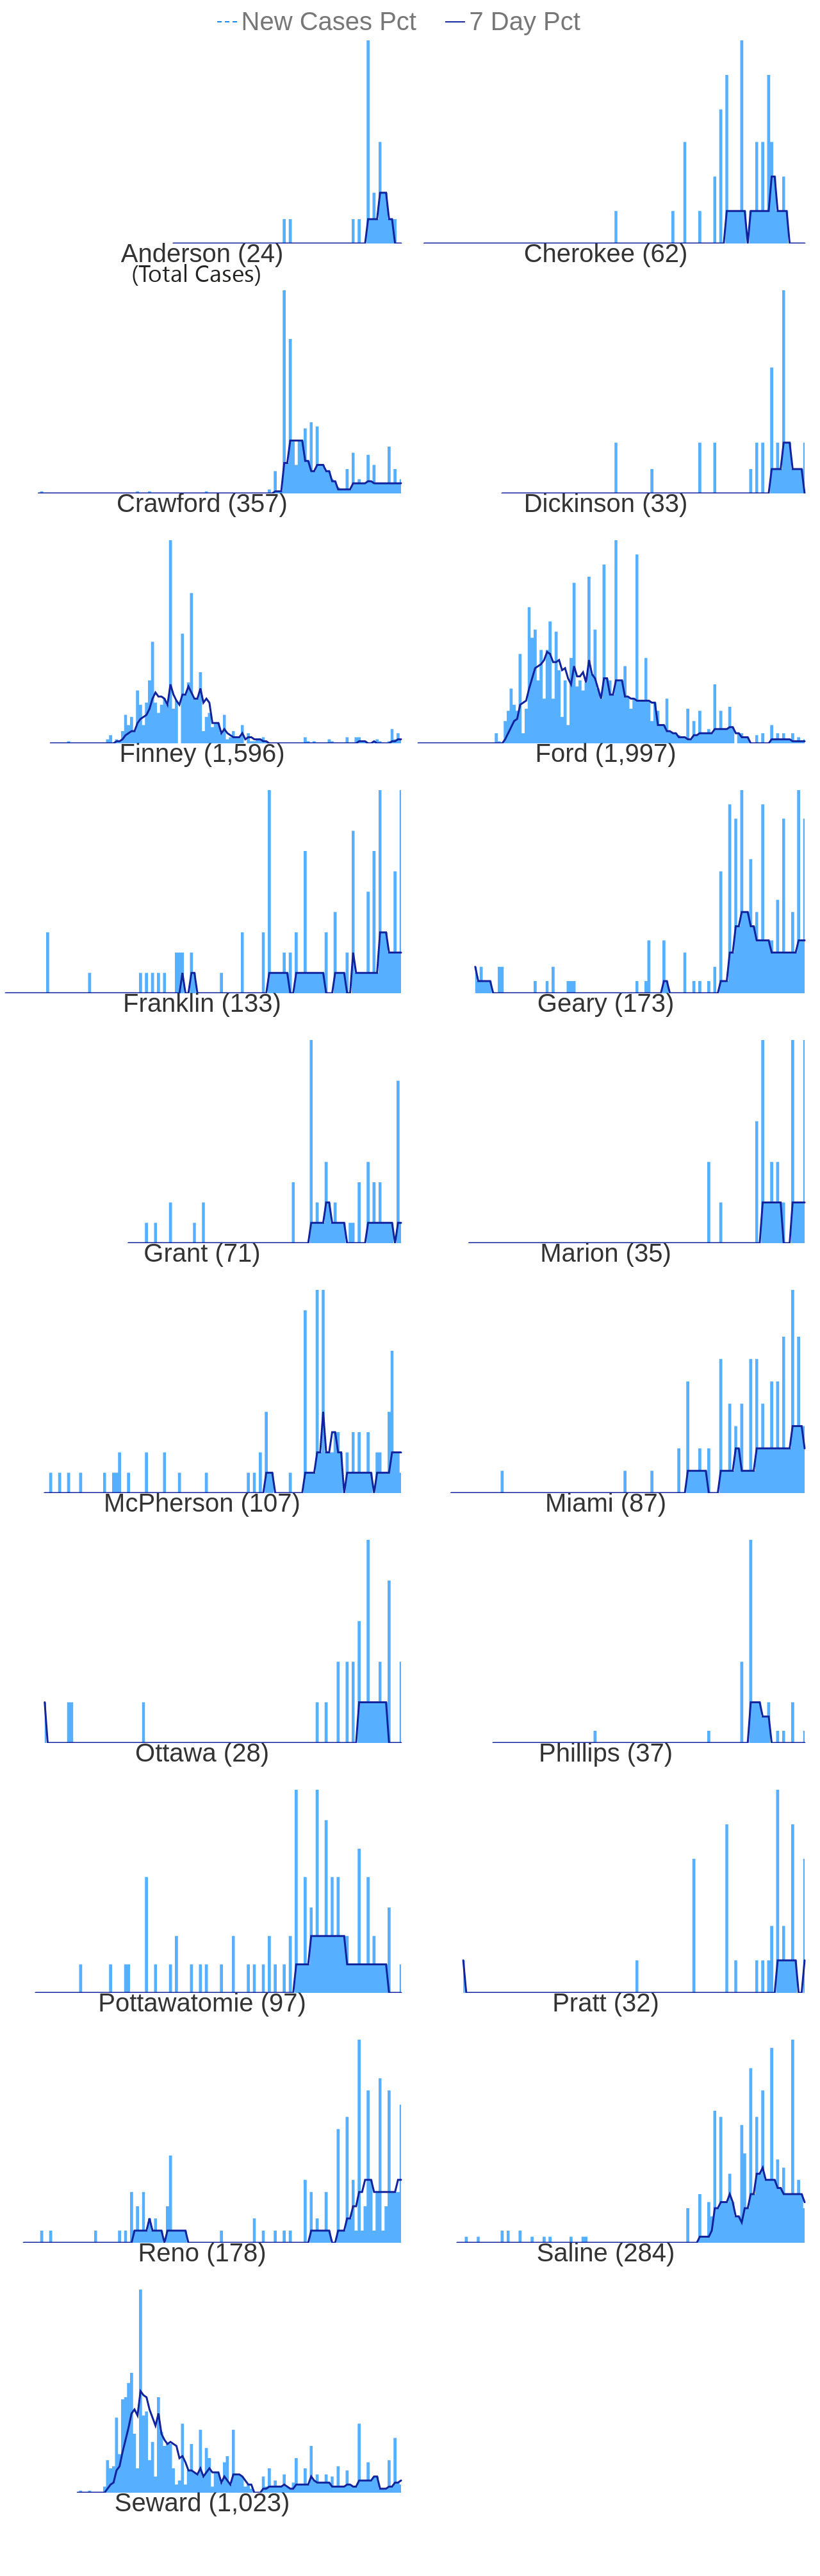 New Cases Pct 7 Day Pct
Anderson (24) Cherokee (62)
(Total Cases)
Crawford (357) Dickinson (33)
Finney (1,596) Ford (1,997)
Franklin (133) Geary (173)
Grant (71) Marion (35)
McPherson (107) Miami (87)
Ottawa (28) Phillips (37)
Pottawatomie (97) Pratt (32)
Reno (178) Saline (284)
Seward (1,023)